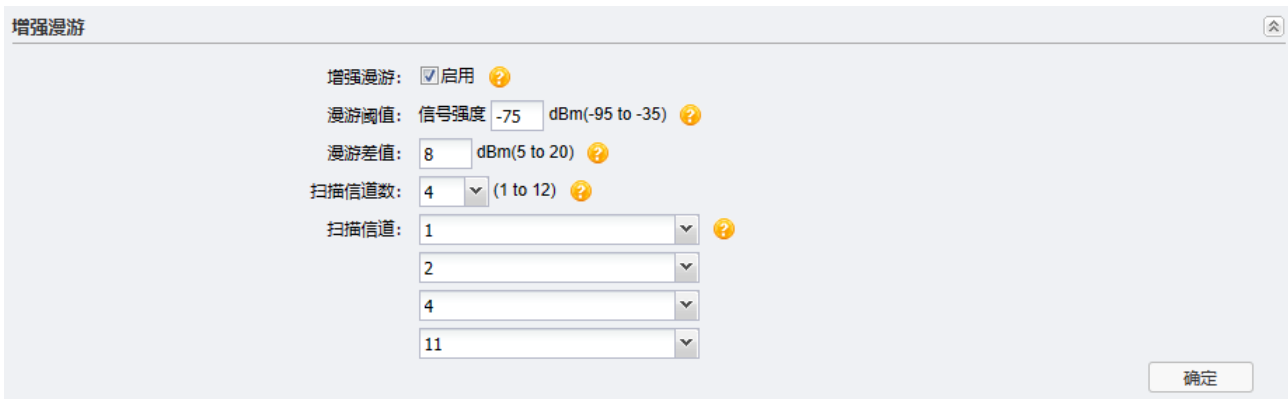 增强漫游
增强漫游: 启用 ?
漫游阈值: 信号强度 -75 dBm(-95 to -35) ?
漫游差值: 8 dBm(5 to 20) ?
扫描信道数: 4 (1 to 12) ?
扫描信道: 1 ?
2
4
11
确定